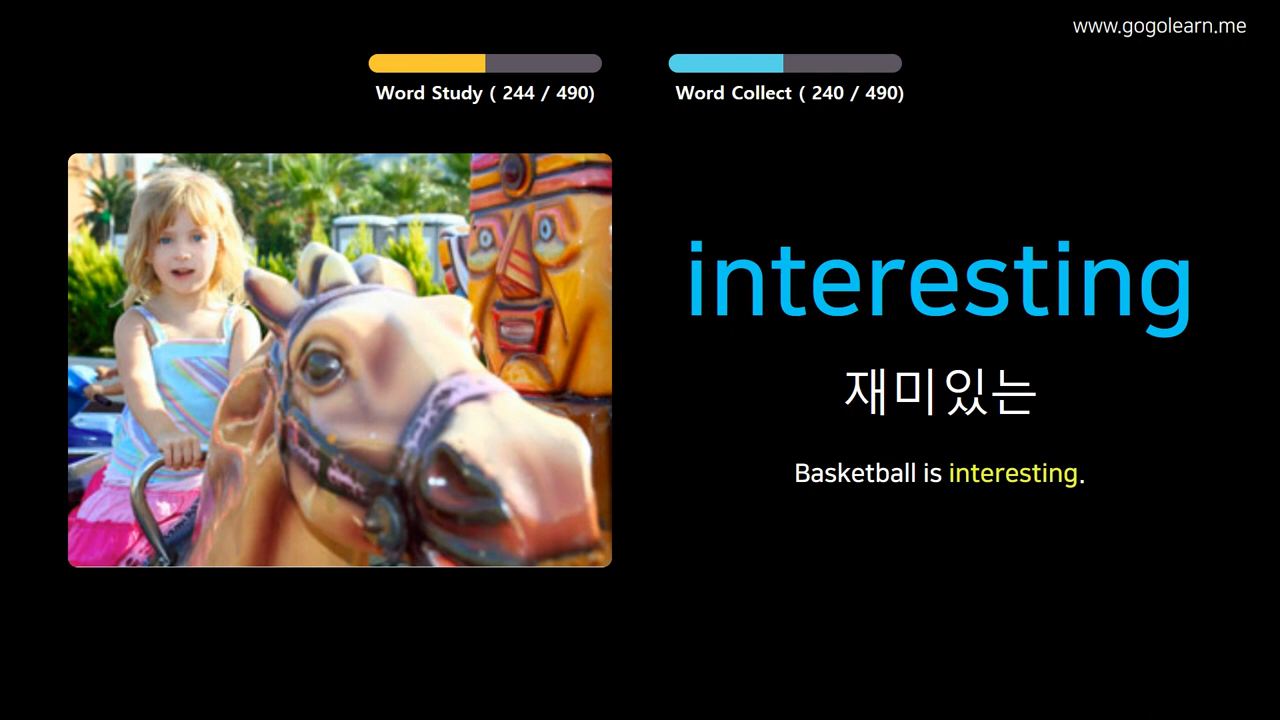 www.gogolearn.me
Word Study ( 244 / 490)
Word Collect ( 240 / 490)
interesting
재미있는
Basketball is interesting.